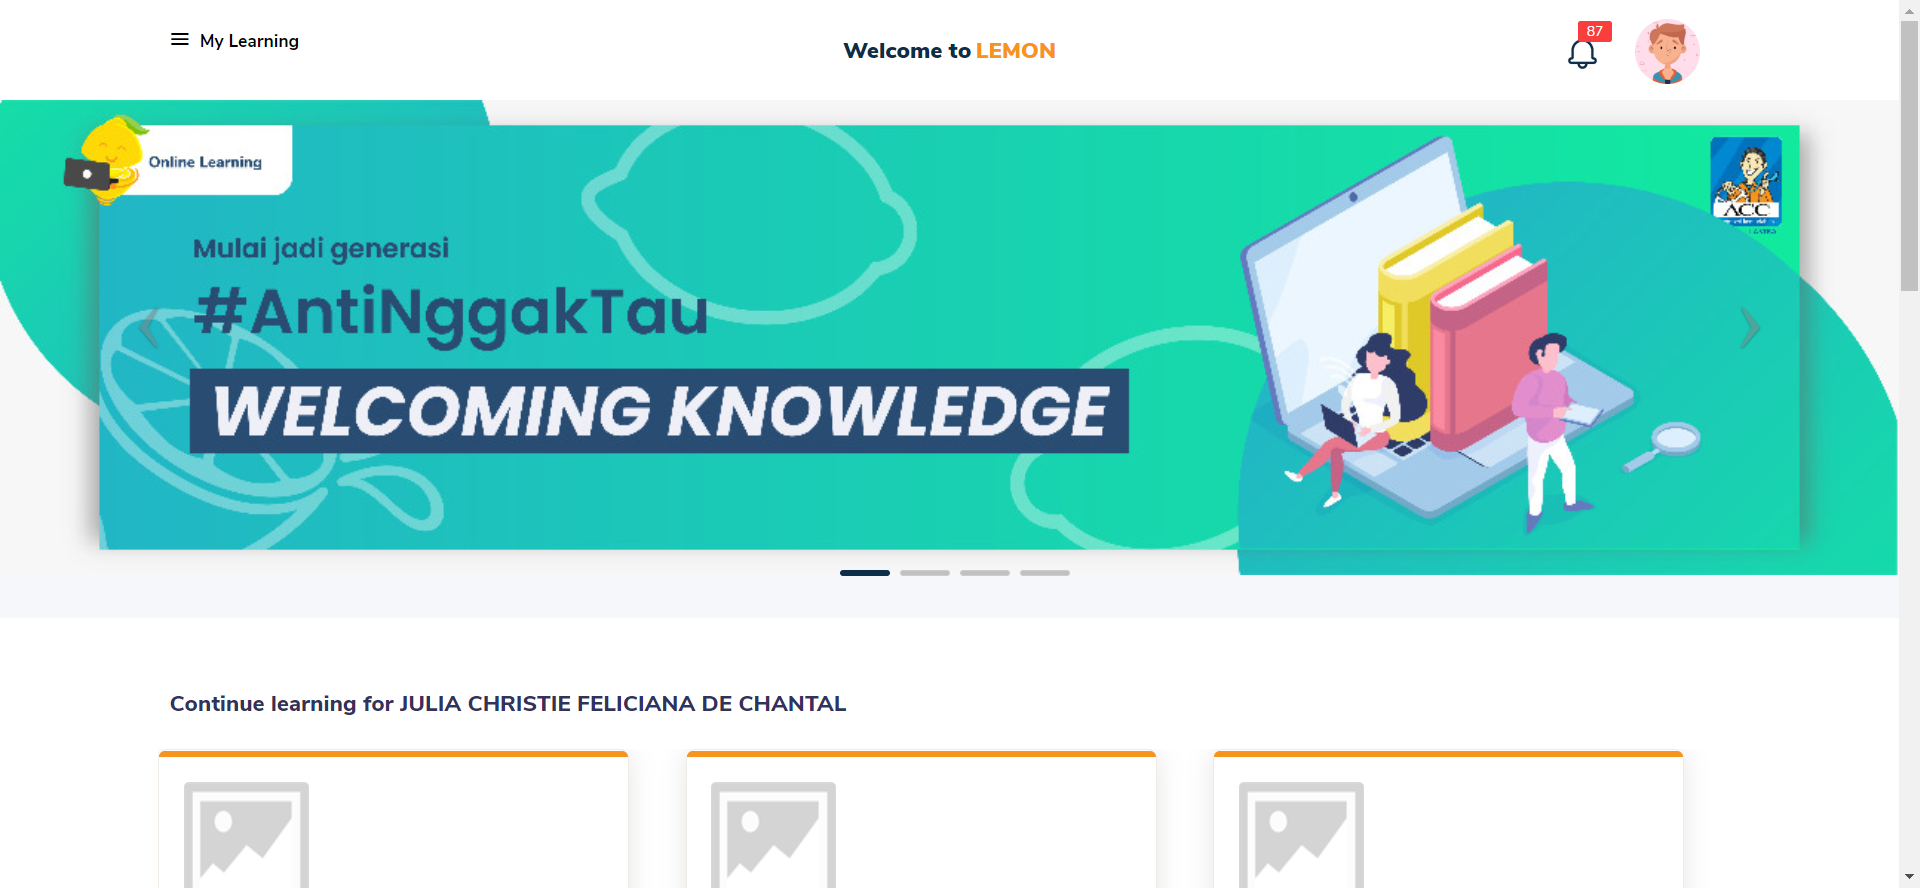 My Learning
Welcome to LEMON
87
Online Learning
ACC
Mulai jadi generasi
#AntiNggakTau
WELCOMING KNOWLEDGE
Continue learning for JULIA CHRISTIE FELICIANA DE CHANTAL